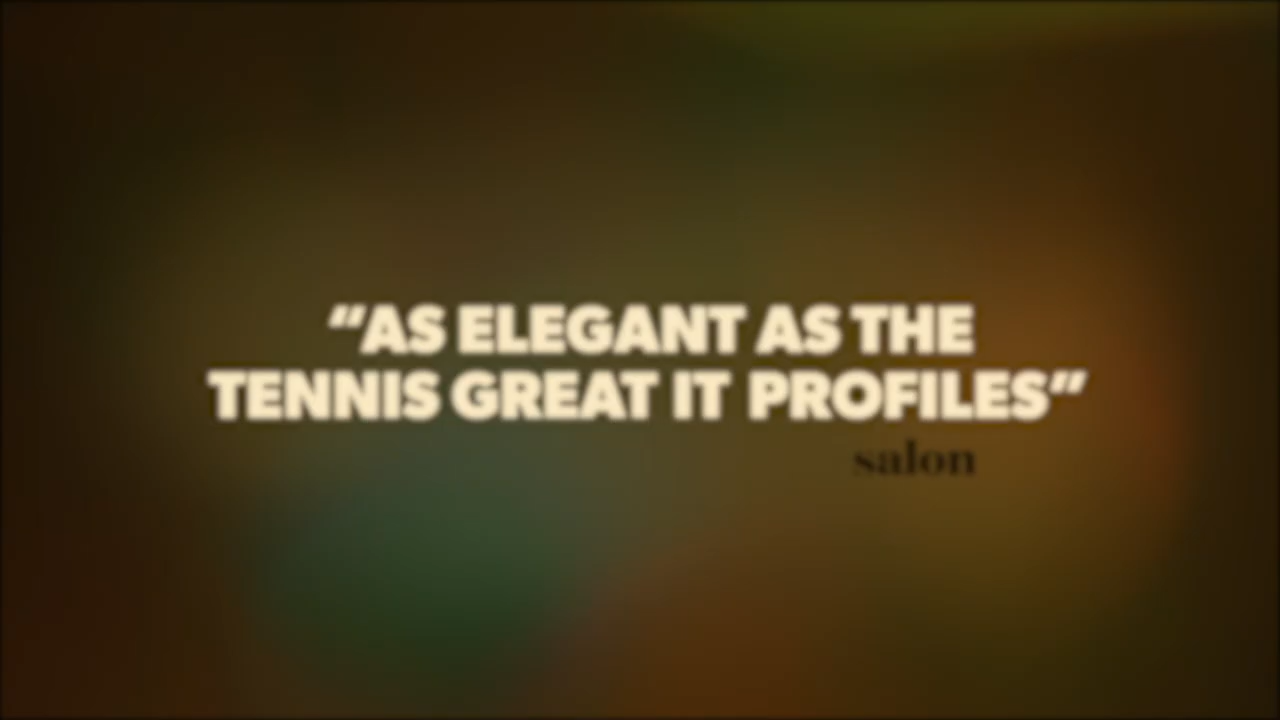 “AS ELEGANT AS THE
TENNIS GREAT IT PROFILES”
salon